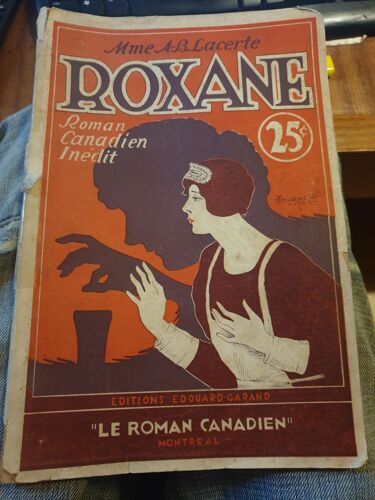 Mme A-B. Lacerte
ROXANE
Roman
Canadien
Inédit
25¢
EDITIONS EDOUARD GARAND
"LE ROMAN CANADIEN"
MONTREAL